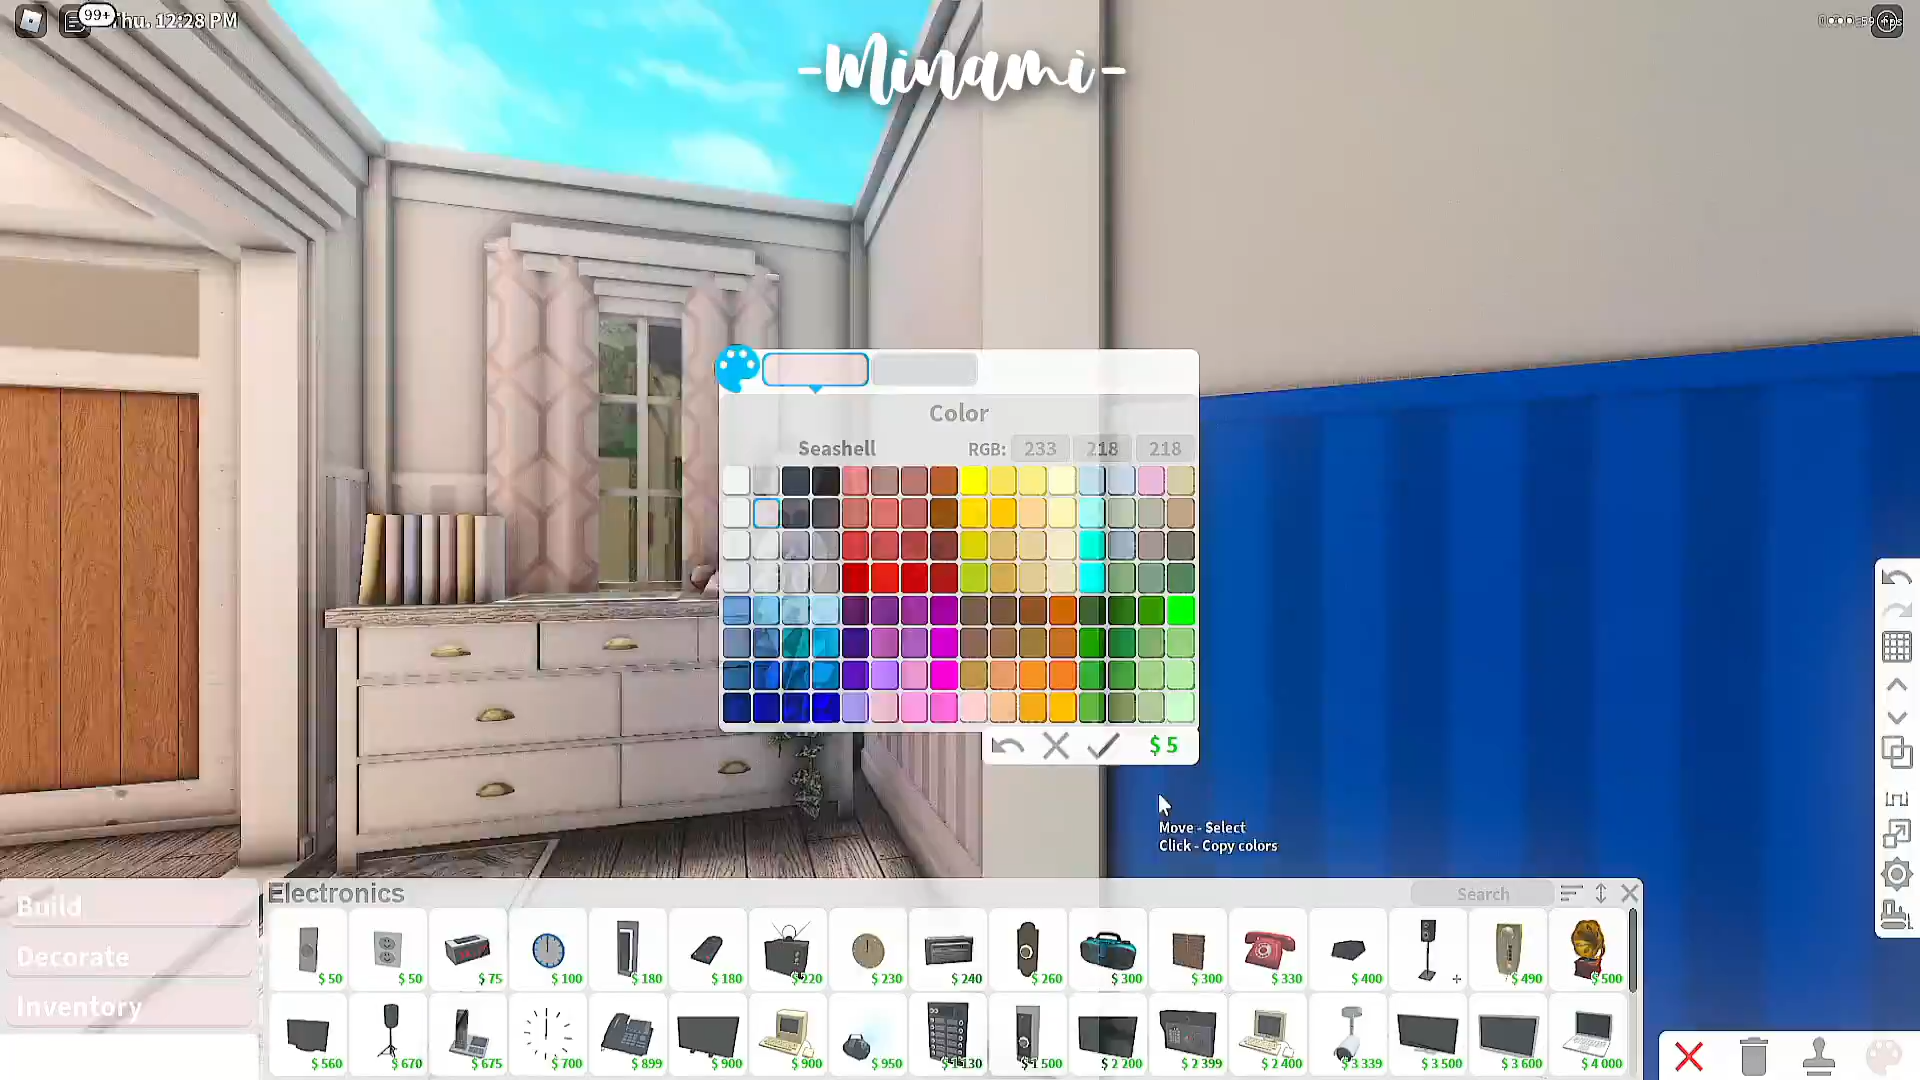 99+
Thu. 12:28 PM
-Minami-
Color
Seashell
RGB: 233 218 218
$ 5
Move - Select
Click - Copy colors
Build
Decorate
Inventory
Electronics
Search
$ 50
$ 50
$ 75
$ 100
$ 180
$ 180
$ 220
$ 230
$ 240
$ 260
$ 300
$ 300
$ 330
$ 400
$ 490
$ 500
$ 560
$ 670
$ 675
$ 700
$ 899
$ 900
$ 900
$ 950
$ 1 130
$ 1 500
$ 2 200
$ 2 399
$ 2 400
$ 3 339
$ 3 500
$ 3 600
$ 4 000